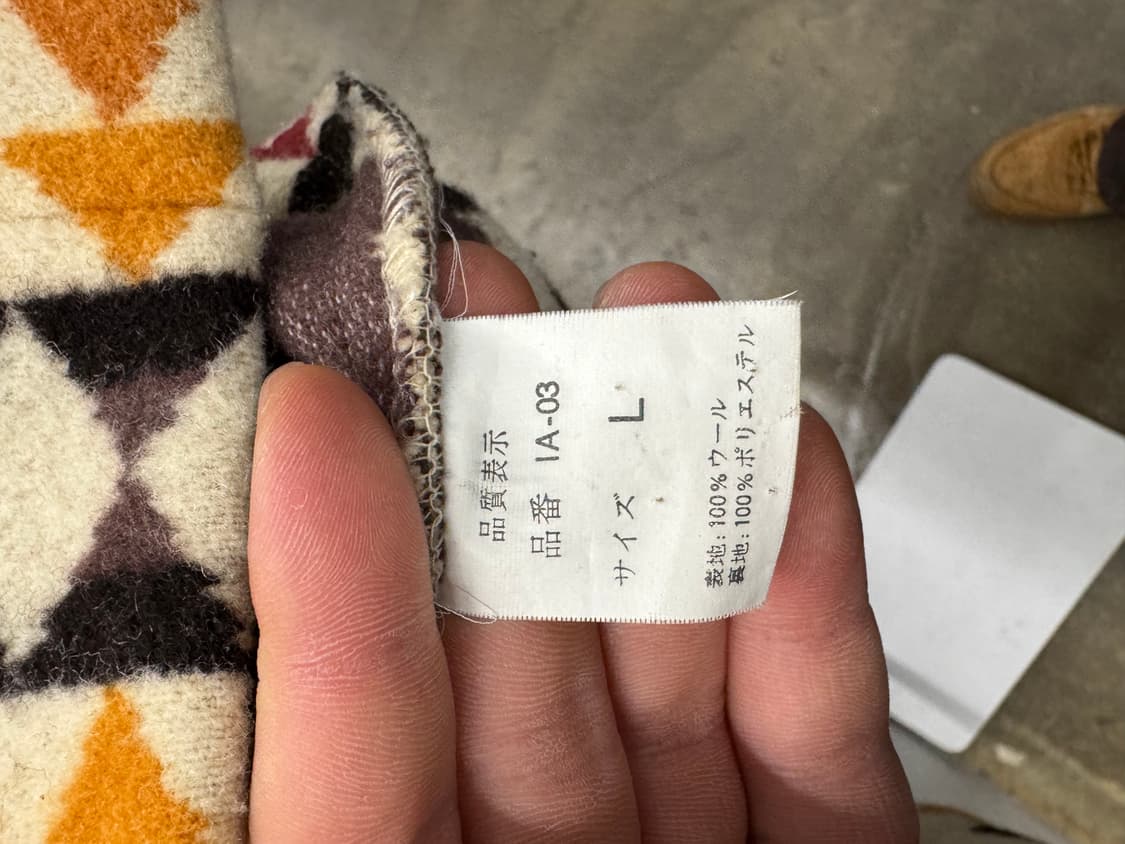 品質表示
品番 IA-03
サイズ L
表地:100%ウール
裏地:100%ポリエステル